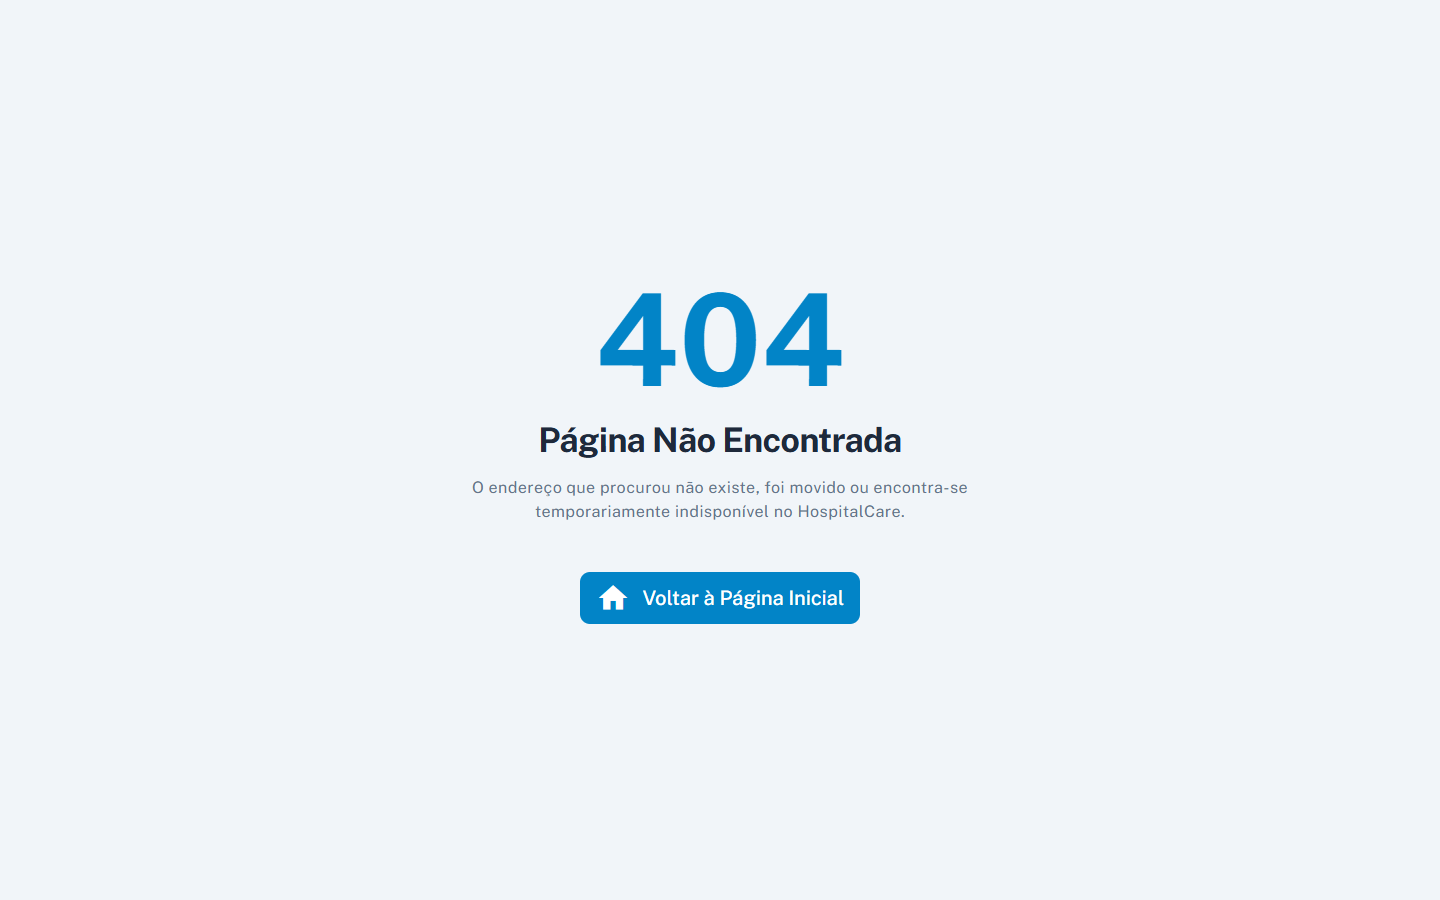 404
Página Não Encontrada
O endereço que procurou não existe, foi movido ou encontra-se
temporariamente indisponível no HospitalCare.
Voltar à Página Inicial